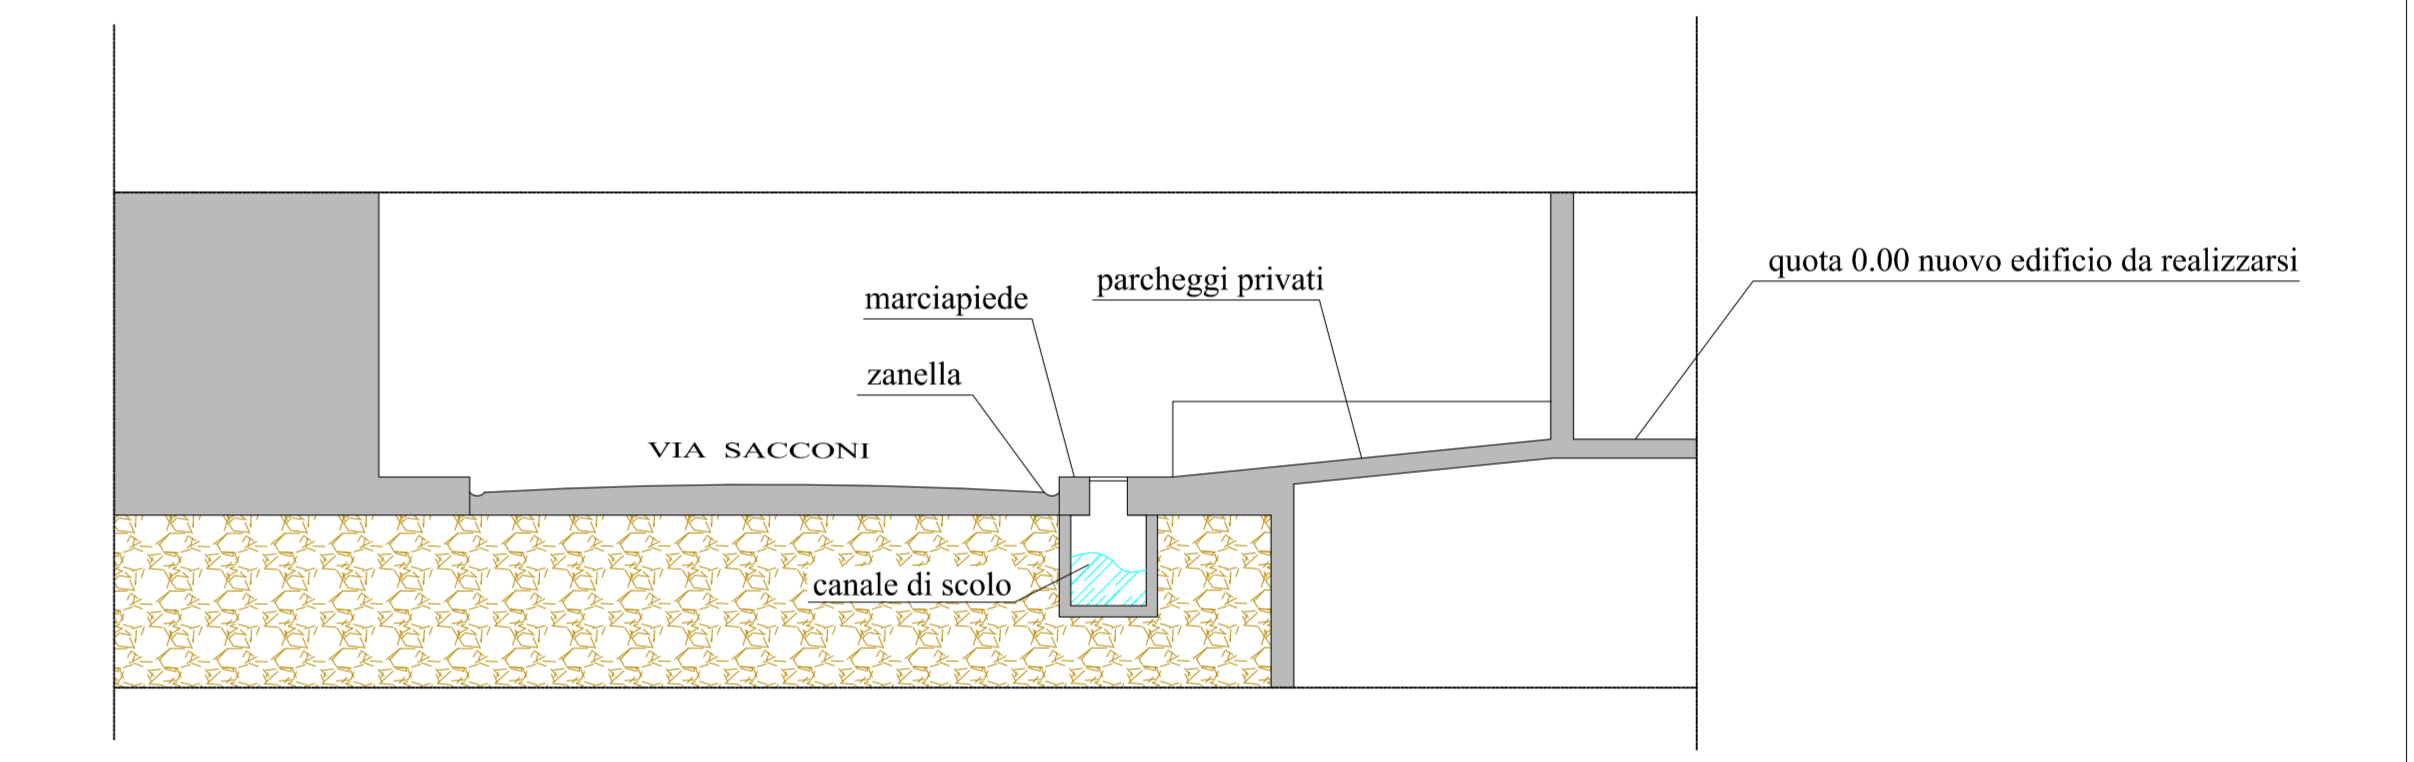 quota 0.00 nuovo edificio da realizzarsi
parcheggi privati
marciapiede
zanella
VIA SACCONI
canale di scolo